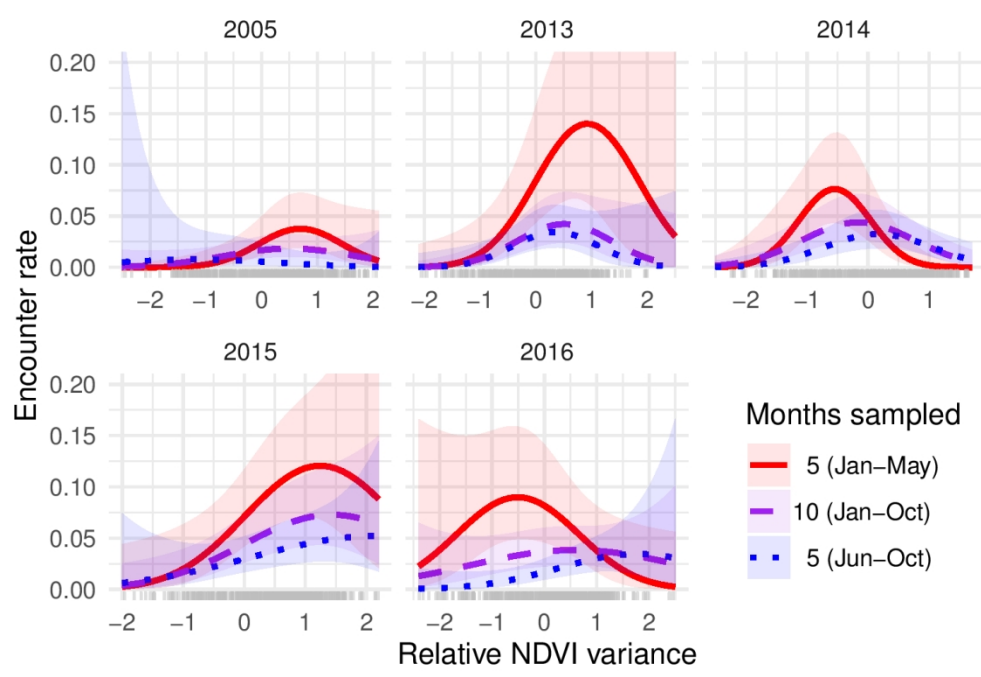 2005
2013
2014
0.20
0.15
0.10
0.05
0.00
−2 −1 0 1 2
−2 −1 0 1 2
−2 −1 0 1
Encounter rate
2015
2016
0.20
0.15
0.10
0.05
0.00
−2 −1 0 1 2
−2 −1 0 1 2
Relative NDVI variance
Months sampled
5 (Jan−May)
10 (Jan−Oct)
5 (Jun−Oct)